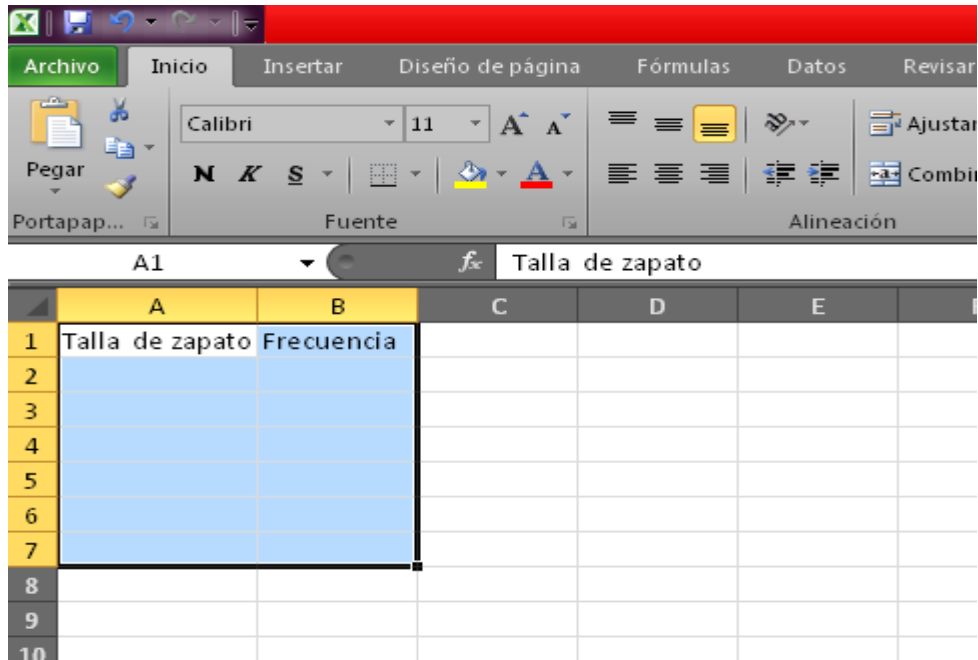 Archivo Inicio Insertar Diseño de página Fórmulas Datos Revisar
Calibri 11 A A Ajustar
Pegar N K S A Combin
Portapap... Fuente Alineación
A1 fx Talla de zapato
A B C D E
1 Talla de zapato Frecuencia
2
3
4
5
6
7
8
9
10